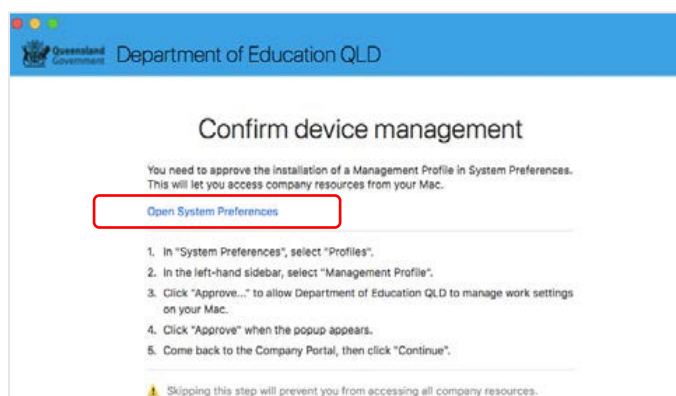 Queensland
Government
Department of Education QLD
Confirm device management
You need to approve the installation of a Management Profile in System Preferences.
This will let you access company resources from your Mac.
Open System Preferences
1. In "System Preferences", select "Profiles".
2. In the left-hand sidebar, select "Management Profile".
3. Click "Approve..." to allow Department of Education QLD to manage work settings
on your Mac.
4. Click "Approve" when the popup appears.
5. Come back to the Company Portal, then click "Continue".
Skipping this step will prevent you from accessing all company resources.